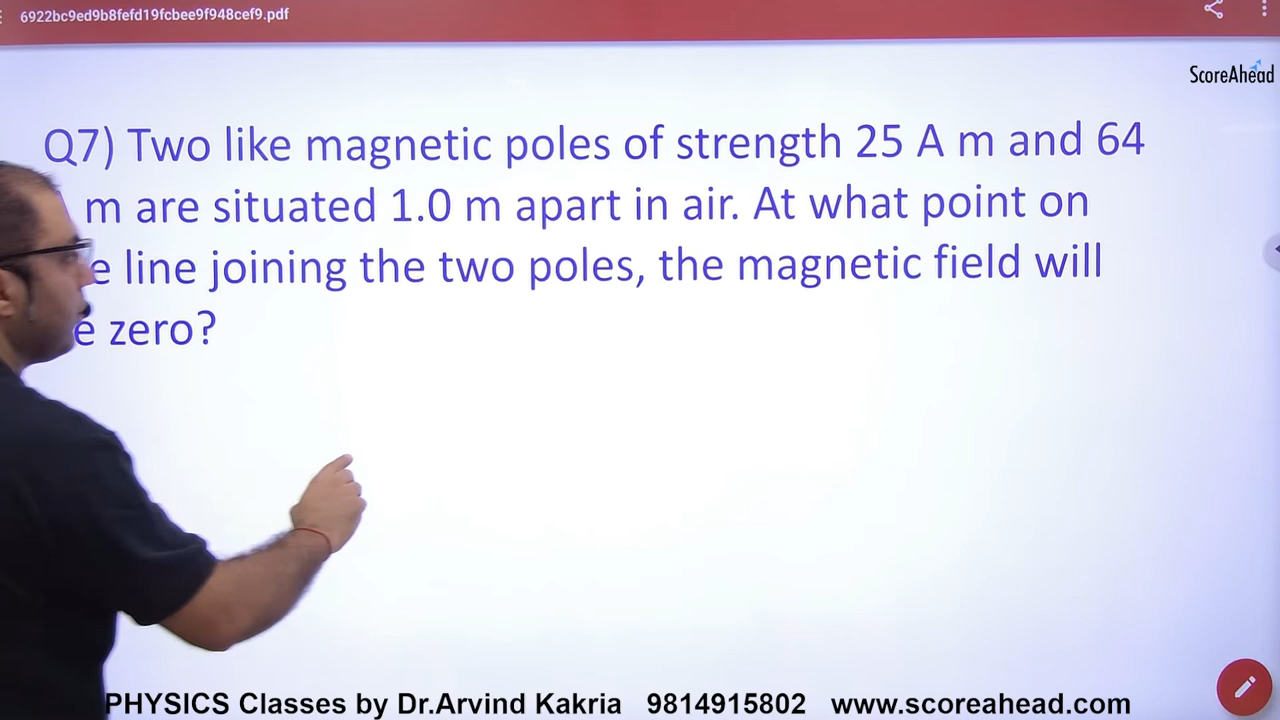 6922bc9ed9b8fefd19fcbee9f948cef9.pdf
ScoreAhead
Q7) Two like magnetic poles of strength 25 A m and 64
m are situated 1.0 m apart in air. At what point on
e line joining the two poles, the magnetic field will
e zero?
PHYSICS Classes by Dr.Arvind Kakria 9814915802 www.scoreahead.com